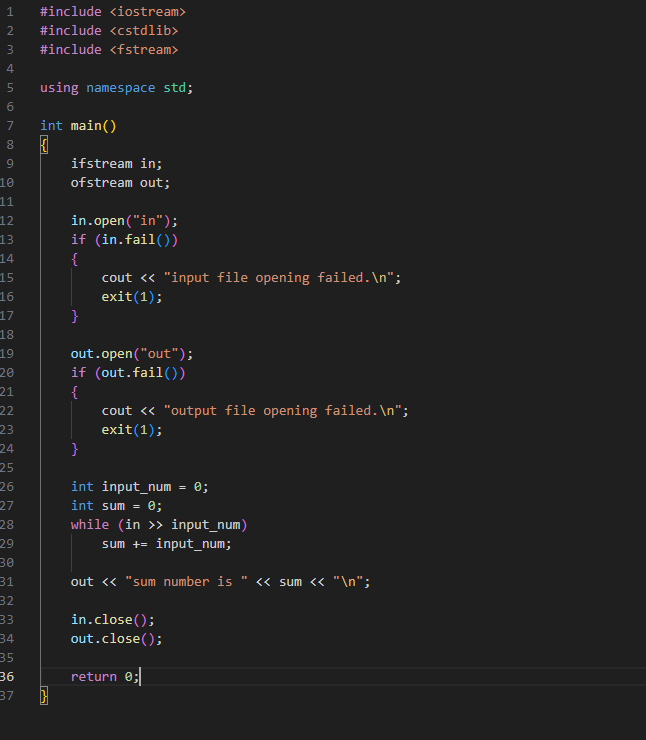 1 #include <iostream>
2 #include <cstdlib>
3 #include <fstream>
4
5 using namespace std;
6
7 int main()
8 {
9     ifstream in;
10     ofstream out;
11
12     in.open("in");
13     if (in.fail())
14     {
15         cout << "input file opening failed.\n";
16         exit(1);
17     }
18
19     out.open("out");
20     if (out.fail())
21     {
22         cout << "output file opening failed.\n";
23         exit(1);
24     }
25
26     int input_num = 0;
27     int sum = 0;
28     while (in >> input_num)
29         sum += input_num;
30
31     out << "sum number is " << sum << "\n";
32
33     in.close();
34     out.close();
35
36     return 0;
37 }